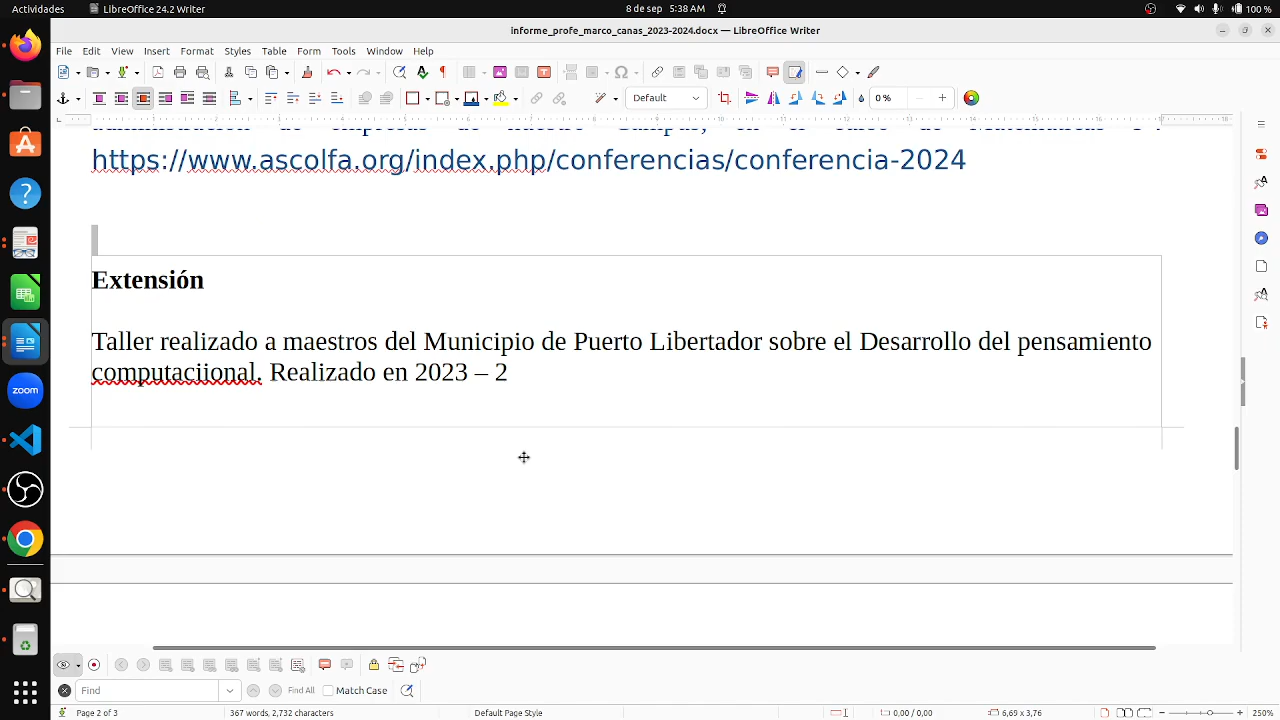 Actividades LibreOffice 24.2 Writer 8 de sep 5:38 AM 100 %
informe_profe_marco_canas_2023-2024.docx — LibreOffice Writer
File Edit View Insert Format Styles Table Form Tools Window Help
Default 0 %
https://www.ascolfa.org/index.php/conferencias/conferencia-2024
Extensión
Taller realizado a maestros del Municipio de Puerto Libertador sobre el Desarrollo del pensamiento
computaciional. Realizado en 2023 – 2
zoom
Find Find All Match Case
Page 2 of 3 367 words, 2,732 characters Default Page Style 0,00 / 0,00 6,69 x 3,76 250%